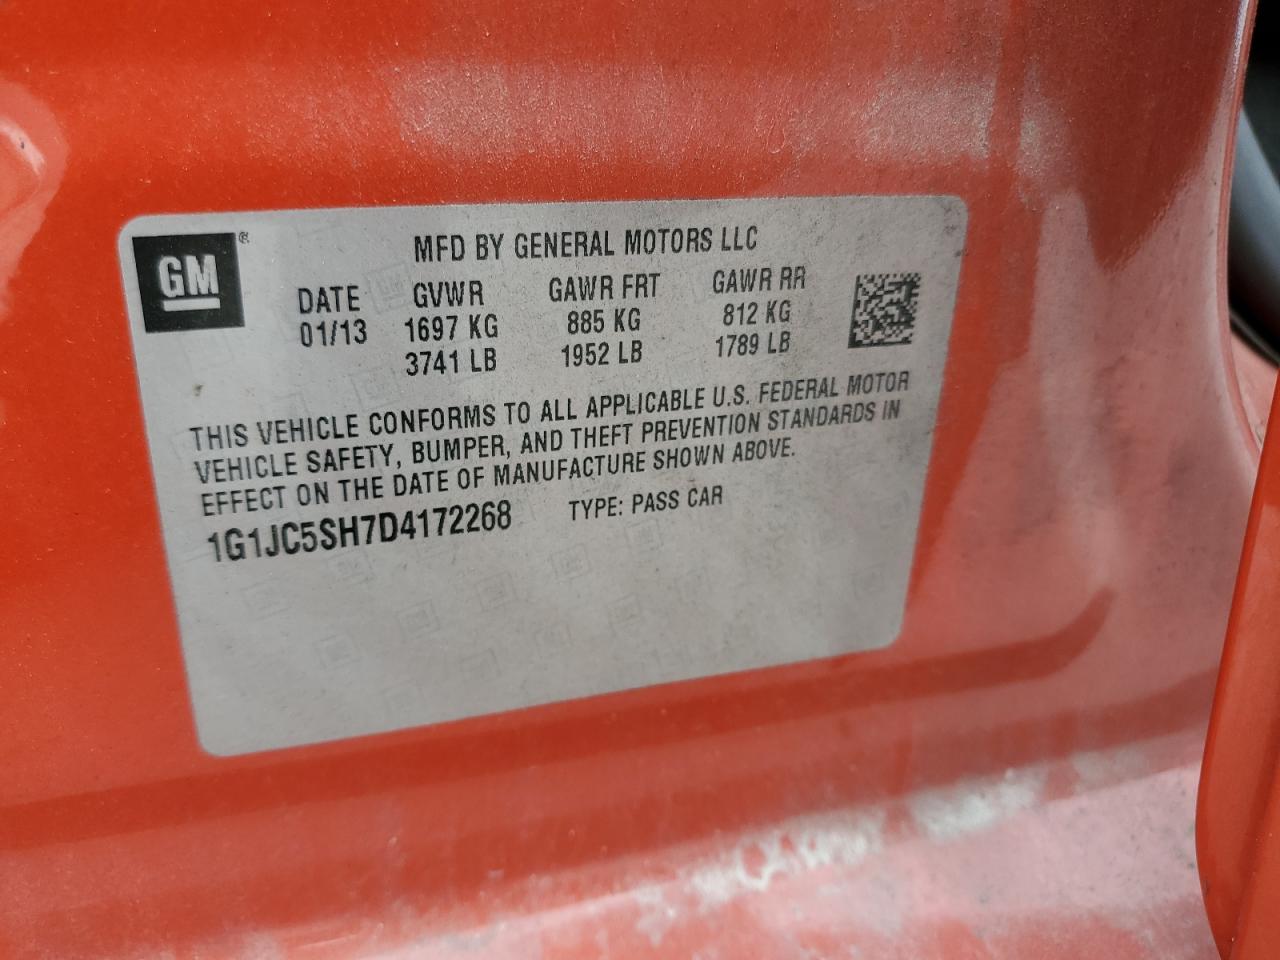 GM ®
MFD BY GENERAL MOTORS LLC
DATE GVWR GAWR FRT GAWR RR
01/13 1697 KG 885 KG 812 KG
3741 LB 1952 LB 1789 LB
THIS VEHICLE CONFORMS TO ALL APPLICABLE U.S. FEDERAL MOTOR
VEHICLE SAFETY, BUMPER, AND THEFT PREVENTION STANDARDS IN
EFFECT ON THE DATE OF MANUFACTURE SHOWN ABOVE.
1G1JC5SH7D4172268 TYPE: PASS CAR